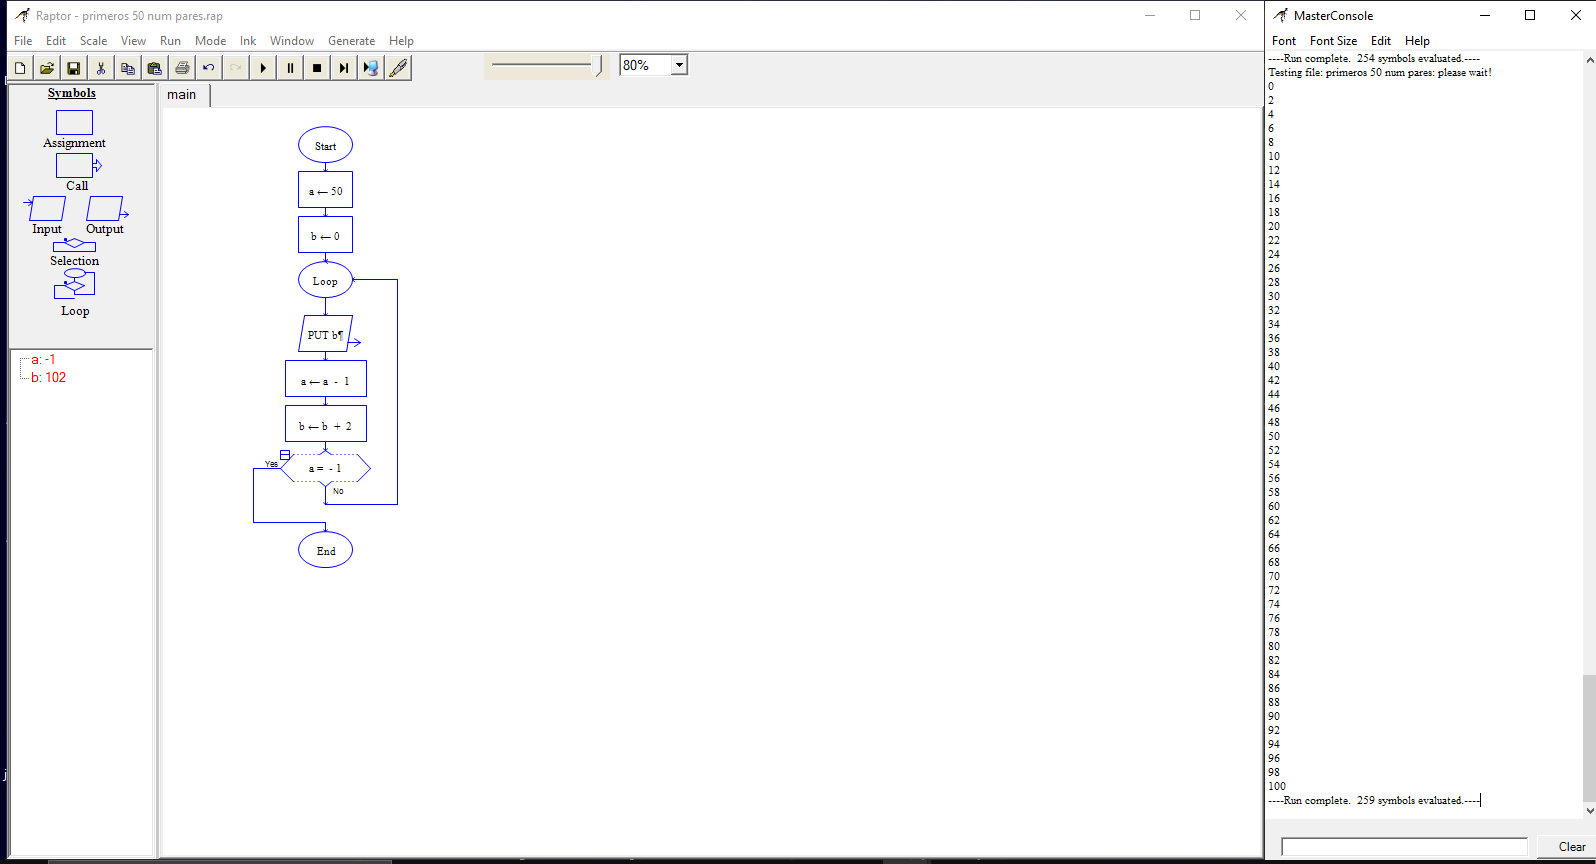 Raptor - primeros 50 num pares.rap
File Edit Scale View Run Mode Ink Window Generate Help
80%
Symbols
Assignment
Call
Input Output
Selection
Loop
a: -1
b: 102
main
Start
a ← 50
b ← 0
Loop
PUT b¶
a ← a - 1
b ← b + 2
Yes
a = - 1
No
End
MasterConsole
Font Font Size Edit Help
----Run complete. 254 symbols evaluated.----
Testing file: primeros 50 num pares: please wait!
0
2
4
6
8
10
12
14
16
18
20
22
24
26
28
30
32
34
36
38
40
42
44
46
48
50
52
54
56
58
60
62
64
66
68
70
72
74
76
78
80
82
84
86
88
90
92
94
96
98
100
----Run complete. 259 symbols evaluated.----
Clear